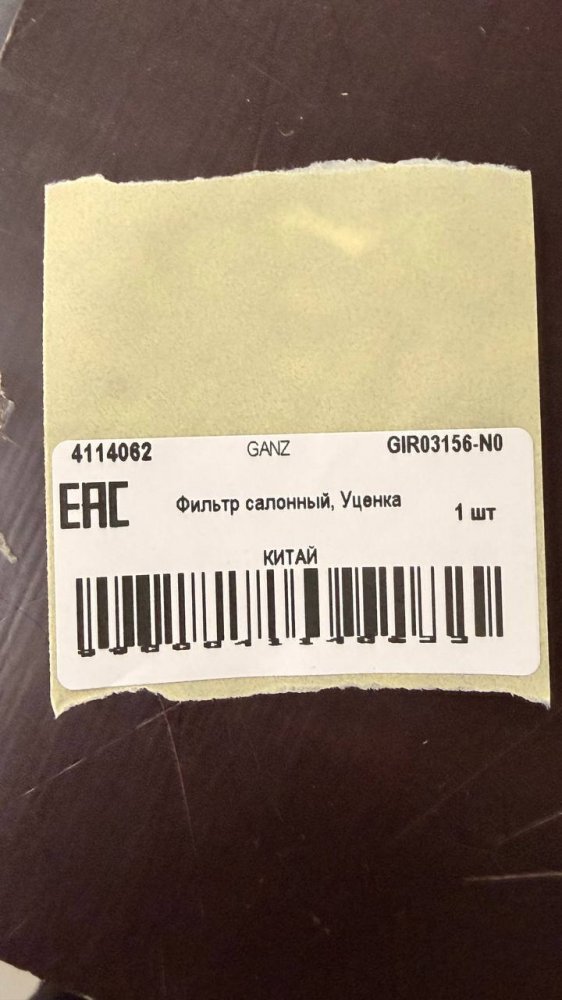 4114062 GANZ GIR03156-N0
EAC Фильтр салонный, Уценка 1 шт
КИТАЙ